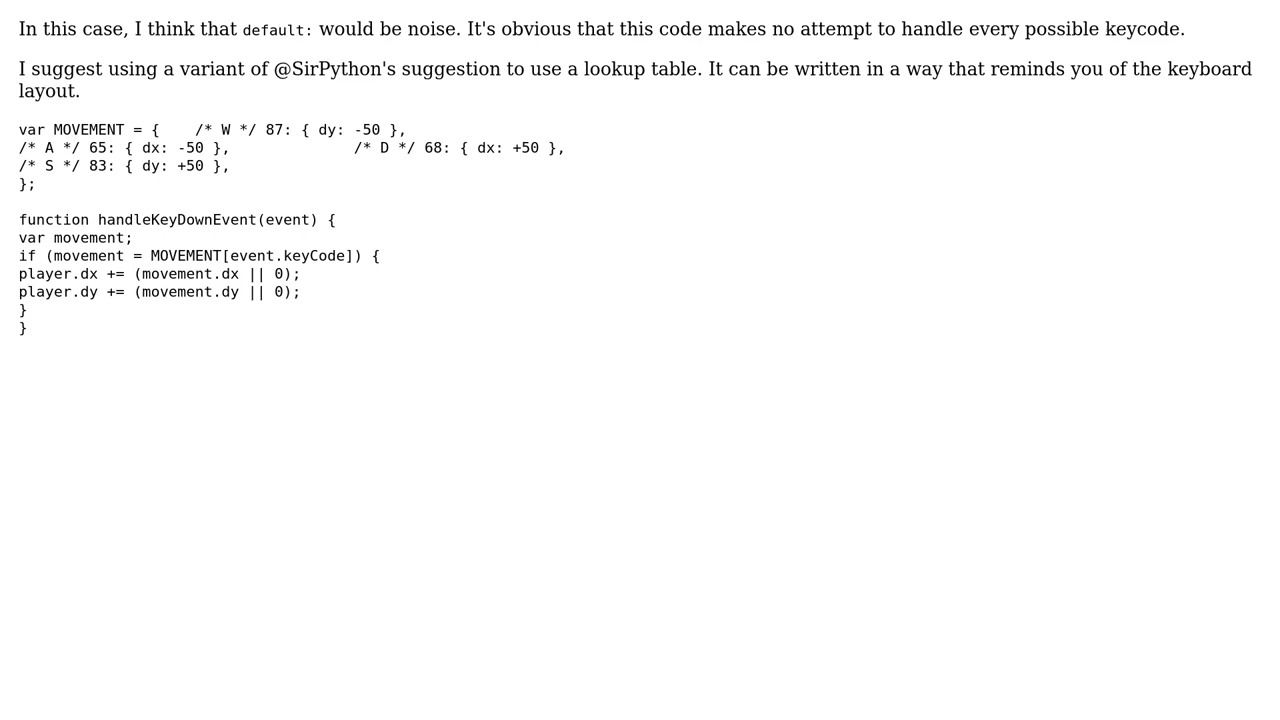 In this case, I think that default: would be noise. It's obvious that this code makes no attempt to handle every possible keycode.
I suggest using a variant of @SirPython's suggestion to use a lookup table. It can be written in a way that reminds you of the keyboard
layout.
var MOVEMENT = {    /* W */ 87: { dy: -50 },
/* A */ 65: { dx: -50 },              /* D */ 68: { dx: +50 },
/* S */ 83: { dy: +50 },
};
function handleKeyDownEvent(event) {
var movement;
if (movement = MOVEMENT[event.keyCode]) {
player.dx += (movement.dx || 0);
player.dy += (movement.dy || 0);
}
}